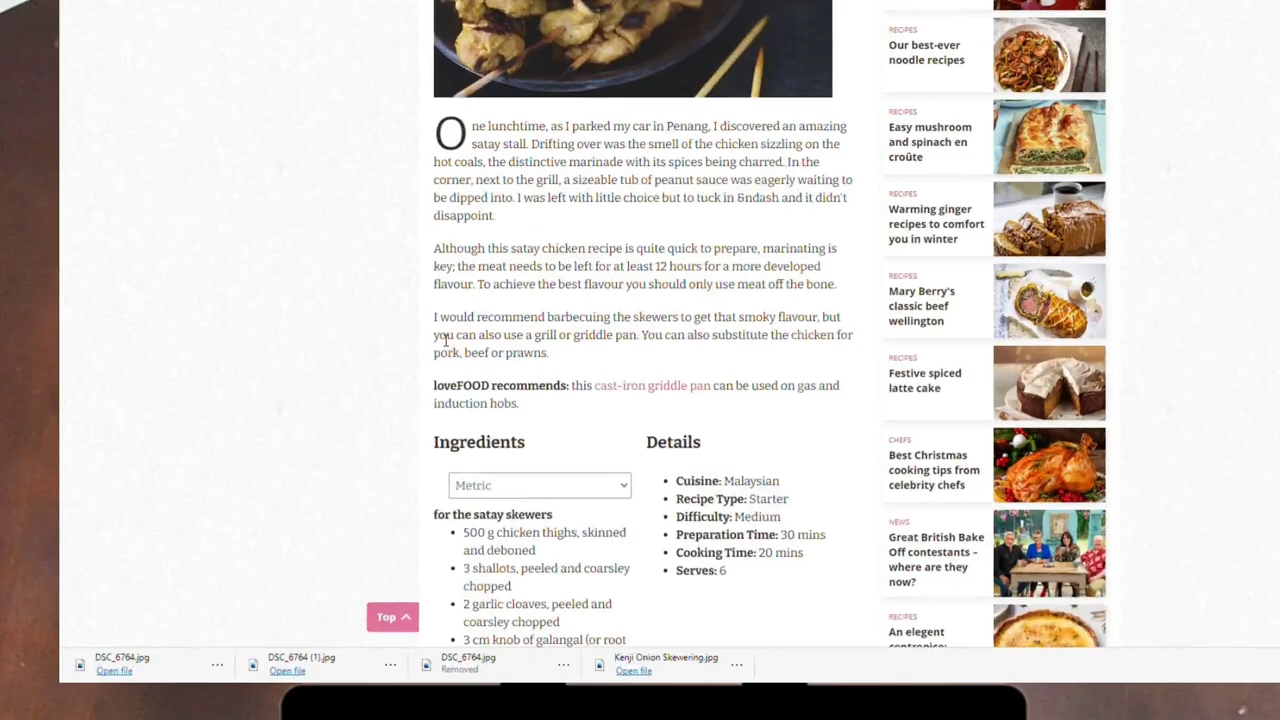 One lunchtime, as I parked my car in Penang, I discovered an amazing
satay stall. Drifting over was the smell of the chicken sizzling on the
hot coals, the distinctive marinade with its spices being charred. In the
corner, next to the grill, a sizeable tub of peanut sauce was eagerly waiting to
be dipped into. I was left with little choice but to tuck in &ndash and it didn't
disappoint.
Although this satay chicken recipe is quite quick to prepare, marinating is
key; the meat needs to be left for at least 12 hours for a more developed
flavour. To achieve the best flavour you should only use meat off the bone.
I would recommend barbecuing the skewers to get that smoky flavour, but
you can also use a grill or griddle pan. You can also substitute the chicken for
pork, beef or prawns.
loveFOOD recommends: this cast-iron griddle pan can be used on gas and
induction hobs.
Ingredients
Metric
for the satay skewers
500 g chicken thighs, skinned
and deboned
3 shallots, peeled and coarsley
chopped
2 garlic cloaves, peeled and
coarsley chopped
3 cm knob of galangal (or root
Details
Cuisine: Malaysian
Recipe Type: Starter
Difficulty: Medium
Preparation Time: 30 mins
Cooking Time: 20 mins
Serves: 6
Top
RECIPES
Our best-ever
noodle recipes
RECIPES
Easy mushroom
and spinach en
croûte
RECIPES
Warming ginger
recipes to comfort
you in winter
RECIPES
Mary Berry's
classic beef
wellington
RECIPES
Festive spiced
latte cake
CHEFS
Best Christmas
cooking tips from
celebrity chefs
NEWS
Great British Bake
Off contestants –
where are they
now?
RECIPES
An elegant
DSC_6764.jpg
Open file
DSC_6764 (1).jpg
Open file
DSC_6764.jpg
Removed
Kenji Onion Skewering.jpg
Open file